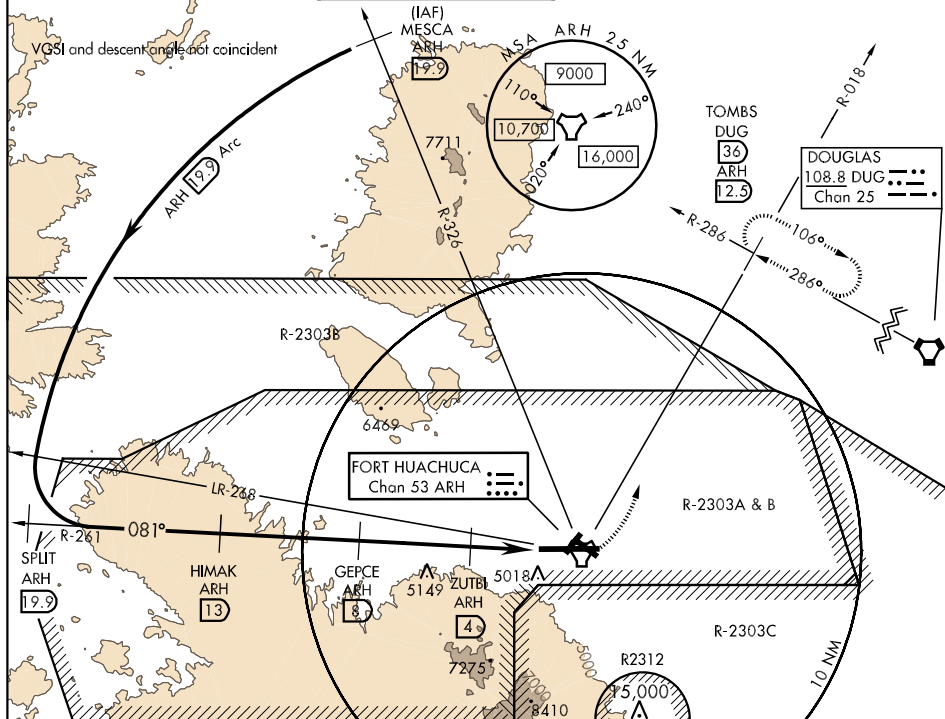 (IAF)
MESCA
ARH
19.9
VGSI and descent angle not coincident
MSA ARH 25 NM
9000
110°
240°
10,700
16,000
020°
R-018
TOMBS
DUG
36
ARH
12.5
DOUGLAS
108.8 DUG
Chan 25
7711
ARH 19.9 Arc
R-326
R-286
106°
286°
R-2303B
6469
FORT HUACHUCA
Chan 53 ARH
LR-268
R-2303A & B
081°
R-261
SPLIT
ARH
19.9
HIMAK
ARH
13
GEPCE
ARH
8
5149
ZUTBI
ARH
4
5018
R-2303C
7275
5000
R2312
15,000
10 NM
7000
8410